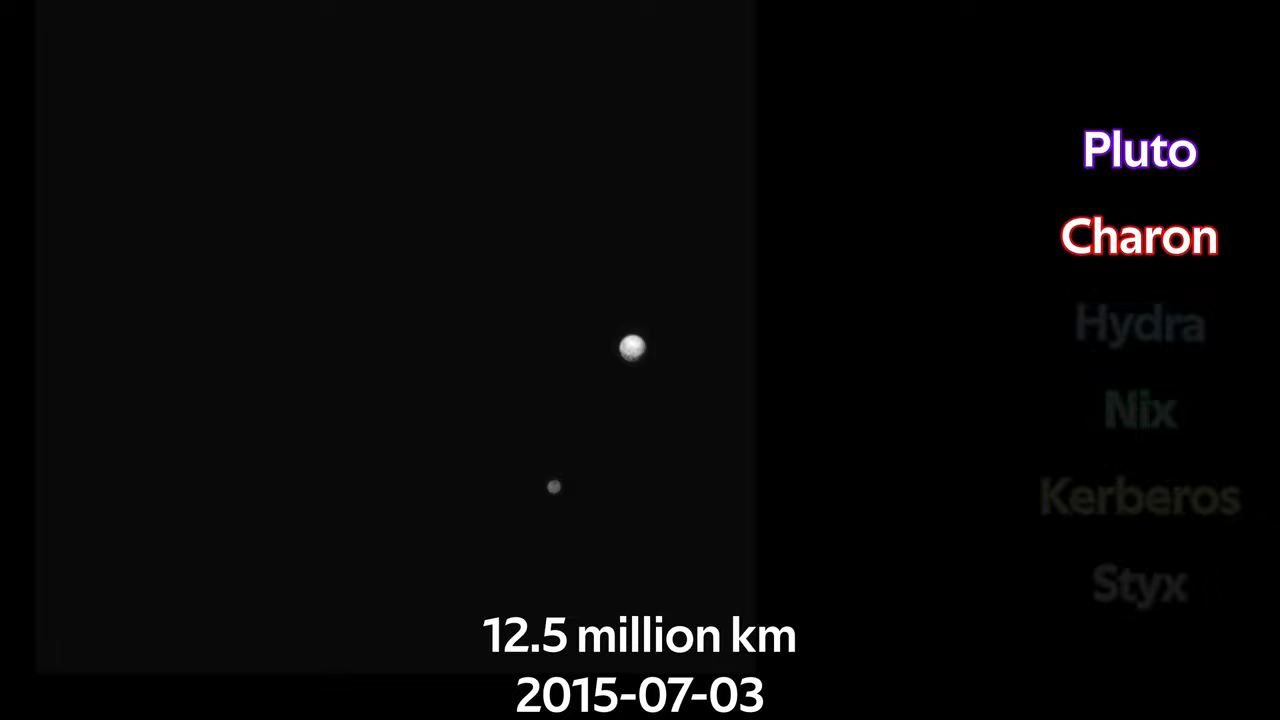 Pluto
Charon
Hydra
Nix
Kerberos
Styx
12.5 million km
2015-07-03